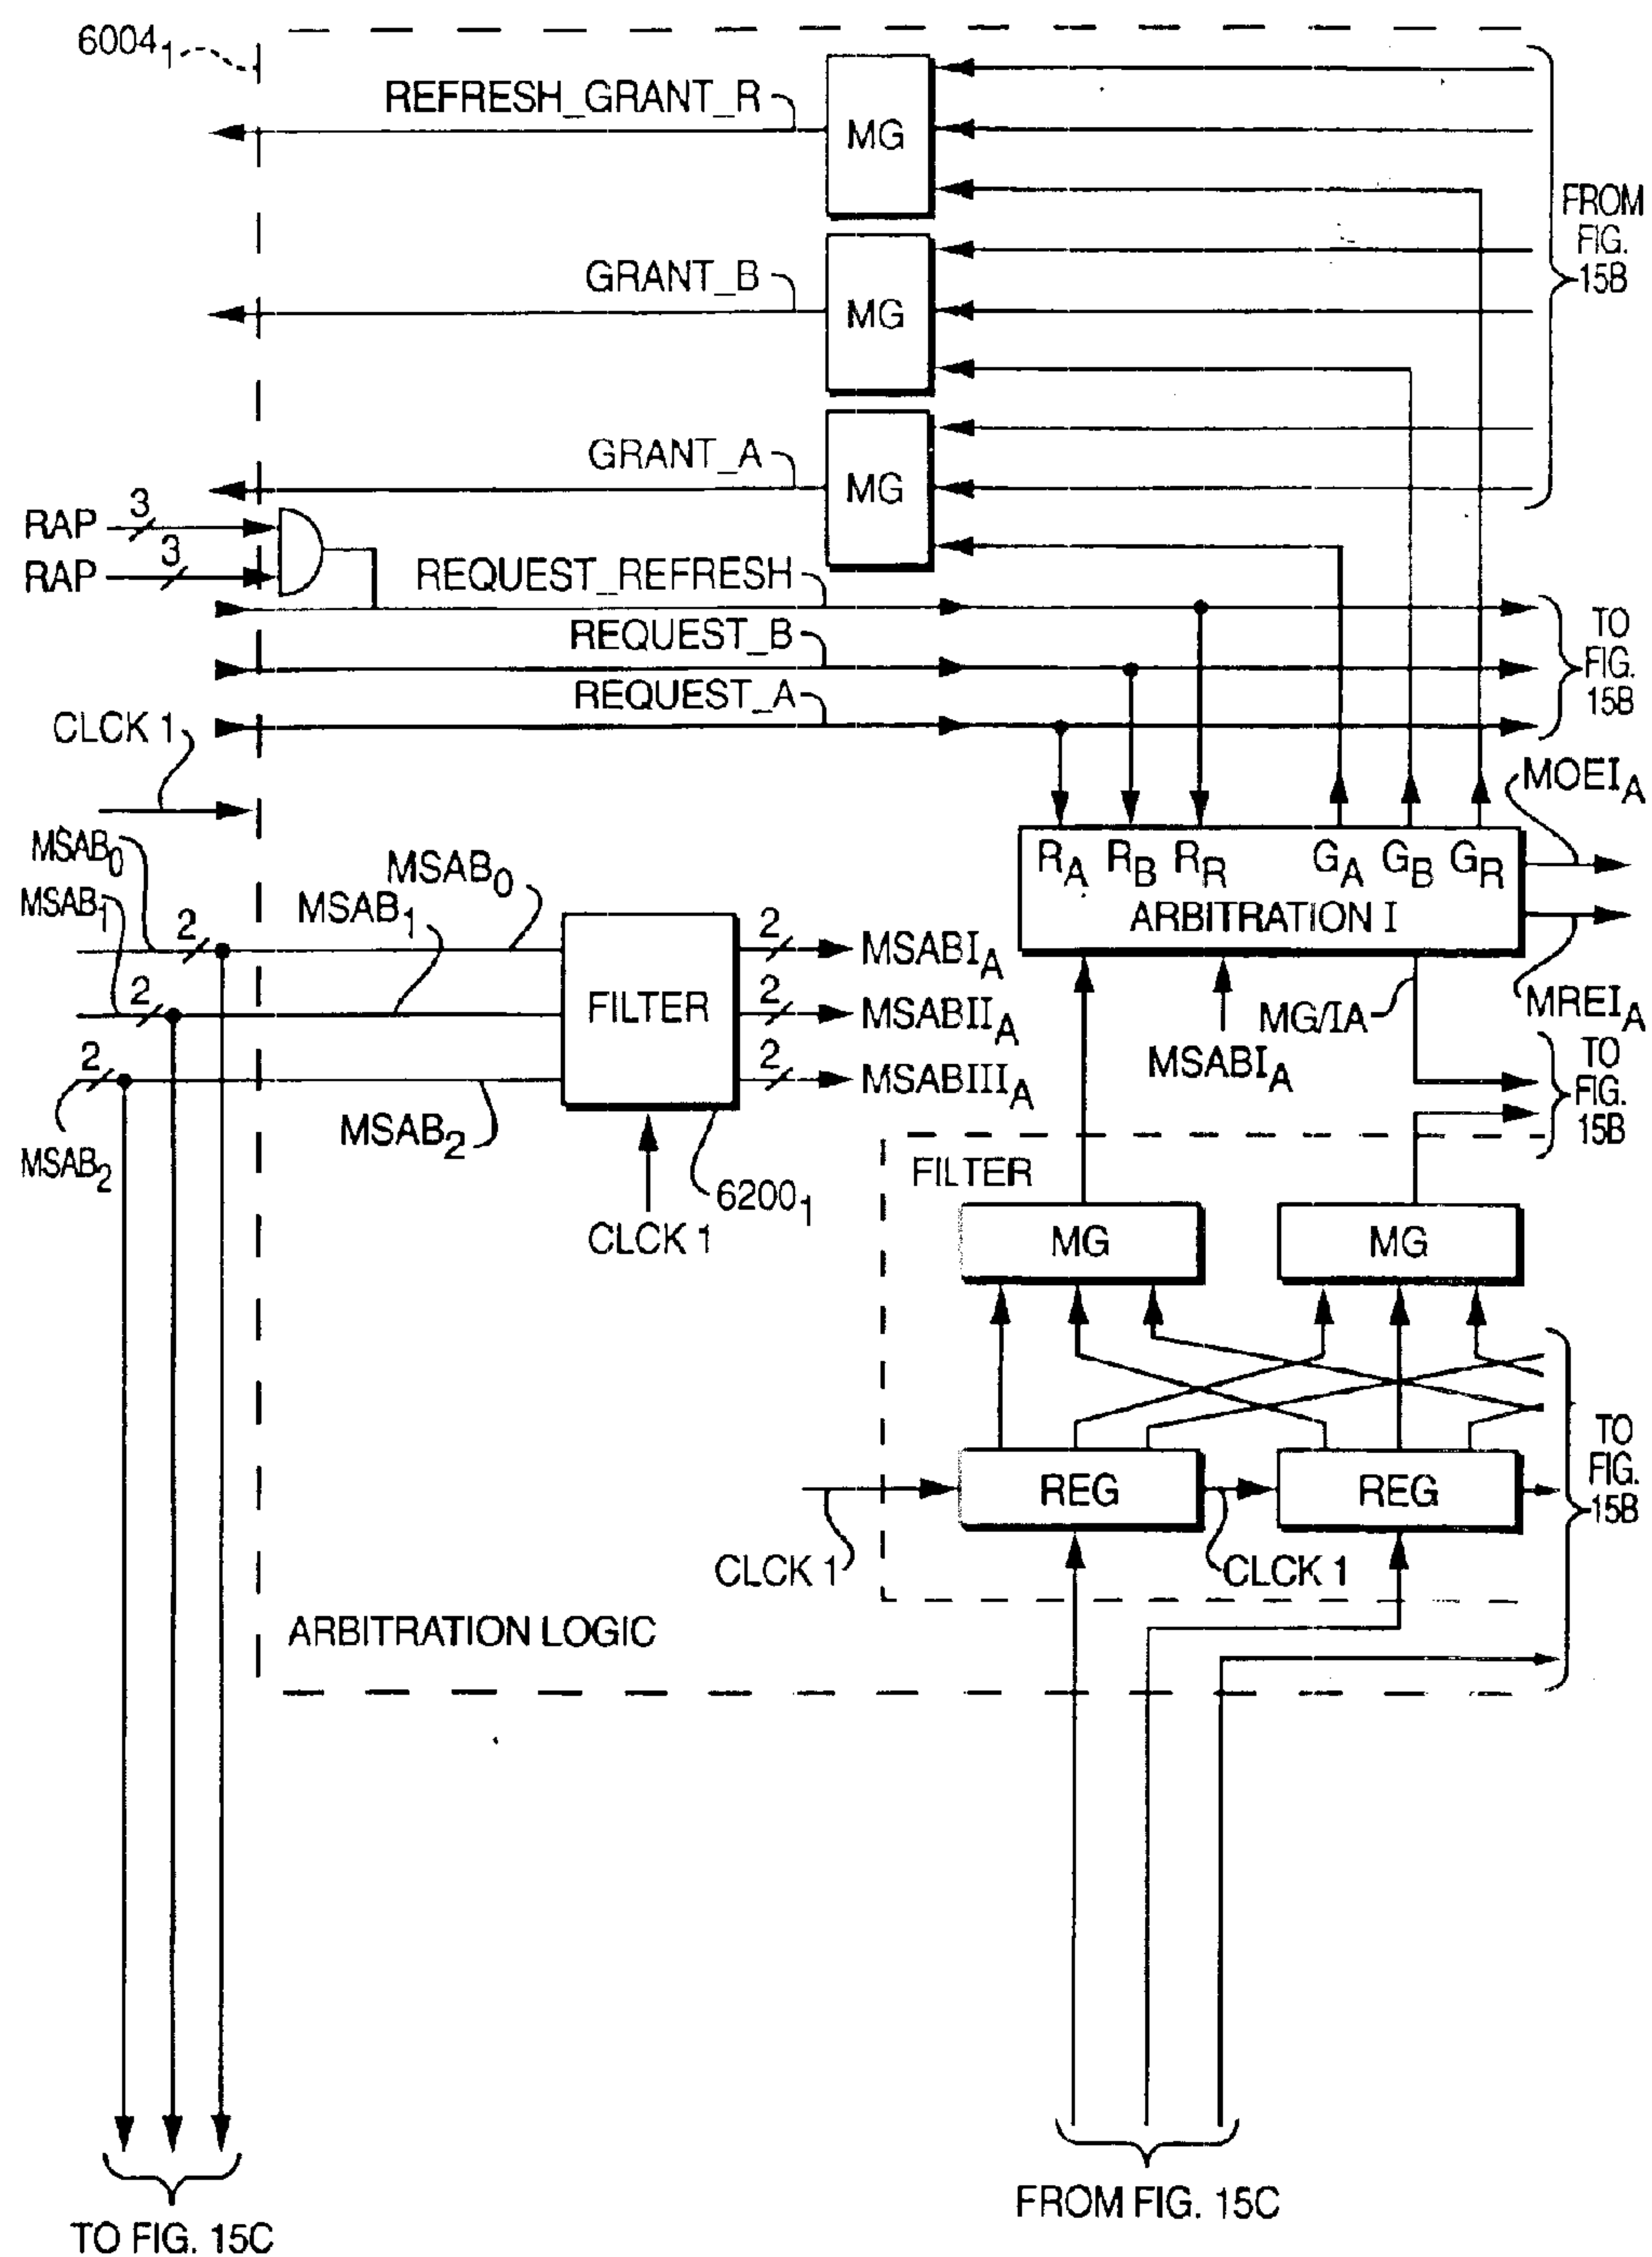 6004₁
REFRESH_GRANT_R
MG
FROM
FIG.
15B
GRANT_B
MG
GRANT_A
MG
RAP
3
RAP
3
REQUEST_REFRESH
REQUEST_B
REQUEST_A
TO
FIG.
15B
CLCK 1
MOEI_A
R_A R_B R_R G_A G_B G_R
ARBITRATION I
MREI_A
MSAB₀
MSAB₁
MSAB₂
2
2
2
MSAB₀
MSAB₁
MSAB₂
FILTER
2
MSABI_A
2
MSABII_A
2
MSABIII_A
6200₁
CLCK 1
MG/IA
MSABI_A
TO
FIG.
15B
FILTER
MG
MG
REG
REG
CLCK 1
CLCK 1
TO
FIG.
15B
ARBITRATION LOGIC
TO FIG. 15C
FROM FIG. 15C